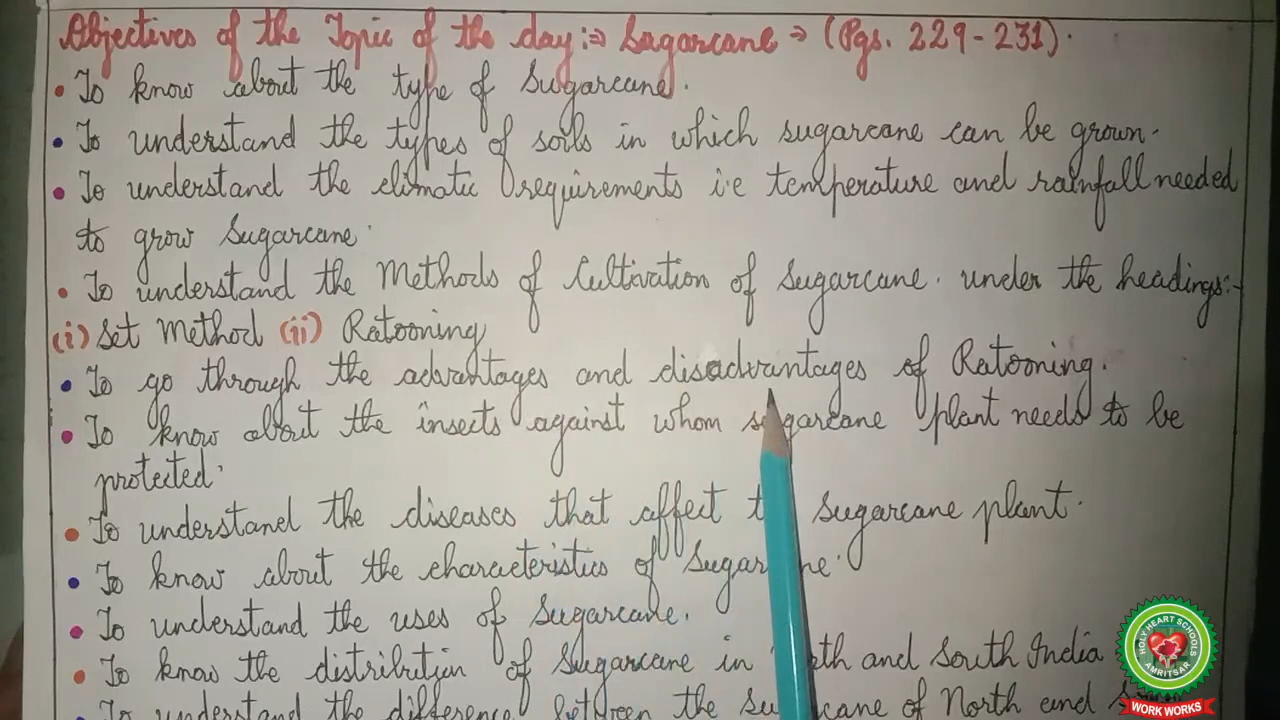 Objectives of the Topic of the day :⇒ Sugarcane → (Pgs. 229-231).
• To know about the type of Sugarcane.
• To understand the types of soils in which sugarcane can be grown.
• To understand the climatic requirements i.e temperature and rainfall needed
to grow Sugarcane.
• To understand the Methods of Cultivation of Sugarcane. under the headings:-
(i) Set Method (ii) Ratooning
• To go through the advantages and disadvantages of Ratooning.
• To know about the insects against whom sugarcane plant needs to be
protected.
• To understand the diseases that affect sugarcane plant.
• To know about the characteristics of
• To understand the uses of Sugarcane.
• To know the distribution of Sugarcane in and South India
• To understand the difference between the of North and
HOLY HEART SCHOOLS
AMRITSAR
WORK WORKS